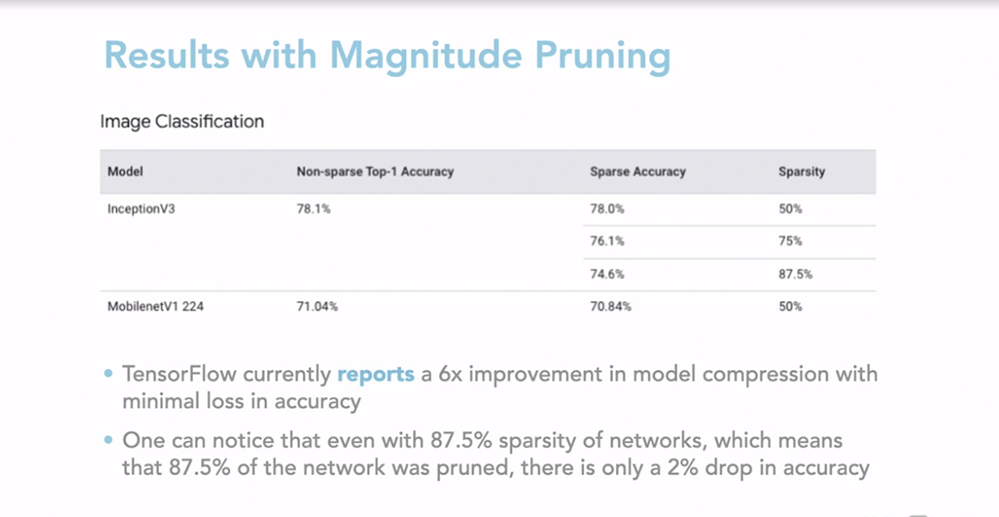 Results with Magnitude Pruning
Image Classification
Model Non-sparse Top-1 Accuracy Sparse Accuracy Sparsity
InceptionV3 78.1% 78.0% 50%
76.1% 75%
74.6% 87.5%
MobilenetV1 224 71.04% 70.84% 50%
• TensorFlow currently reports a 6x improvement in model compression with
minimal loss in accuracy
• One can notice that even with 87.5% sparsity of networks, which means
that 87.5% of the network was pruned, there is only a 2% drop in accuracy